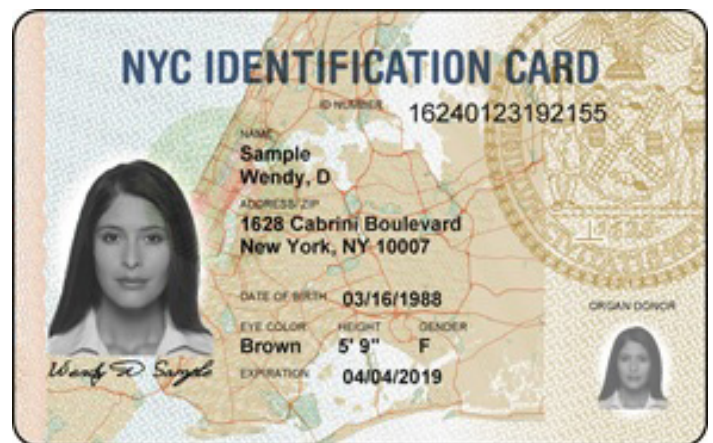 NYC IDENTIFICATION CARD
ID NUMBER 16240123192155
NAME
Sample
Wendy, D
ADDRESS/ZIP
1628 Cabrini Boulevard
New York, NY 10007
DATE OF BIRTH 03/16/1988
ORGAN DONOR
EYE COLOR HEIGHT GENDER
Brown 5' 9" F
EXPIRATION 04/04/2019
Wendy D Sample
1625